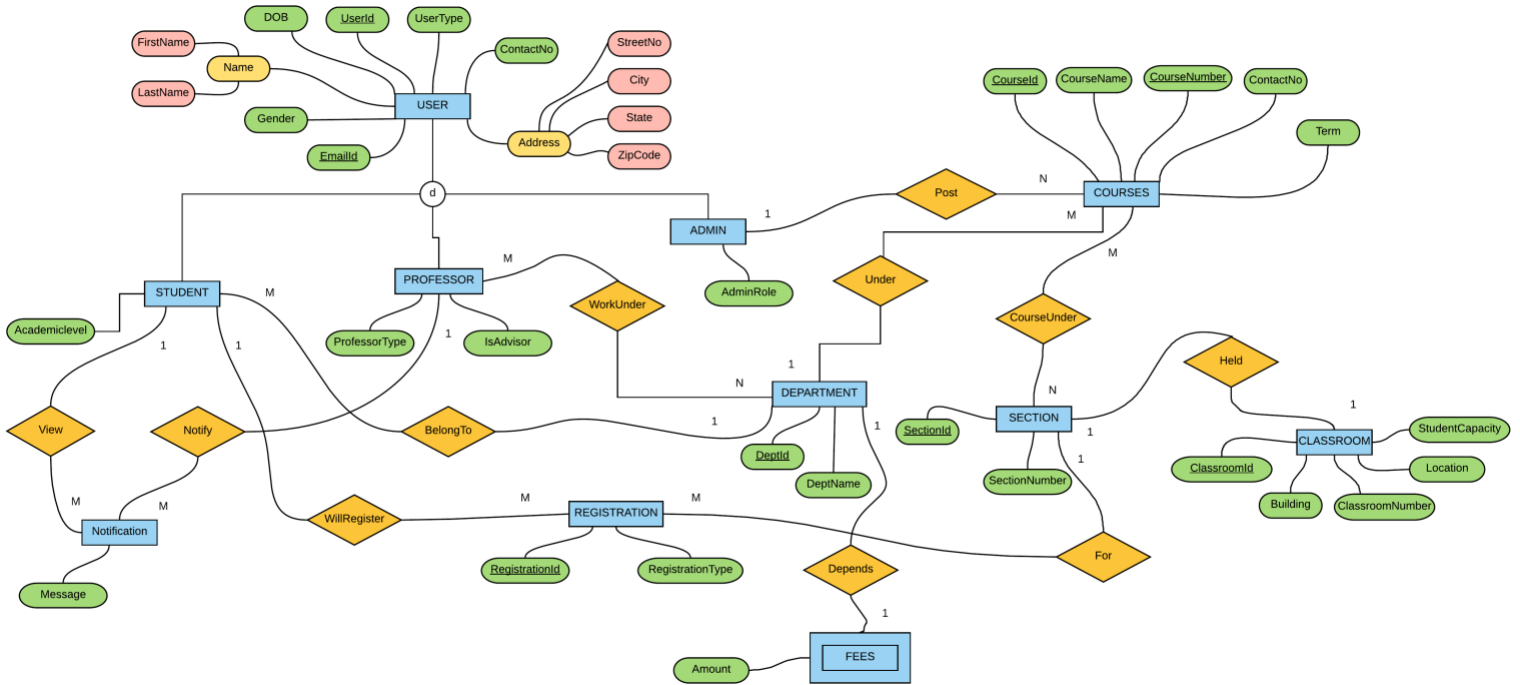 DOB
UserId
UserType
ContactNo
FirstName
Name
LastName
USER
Gender
EmailId
Address
StreetNo
City
State
ZipCode
CourseId
CourseName
CourseNumber
ContactNo
Term
COURSES
Post
N
1
M
M
d
ADMIN
AdminRole
Under
CourseUnder
STUDENT
Academiclevel
M
1
1
PROFESSOR
M
ProfessorType
IsAdvisor
1
WorkUnder
N
1
DEPARTMENT
1
1
DeptId
DeptName
N
SECTION
SectionId
SectionNumber
1
1
Held
1
CLASSROOM
StudentCapacity
Location
ClassroomId
Building
ClassroomNumber
View
Notify
BelongTo
M
M
Notification
Message
WillRegister
M
REGISTRATION
M
RegistrationId
RegistrationType
For
Depends
1
FEES
Amount